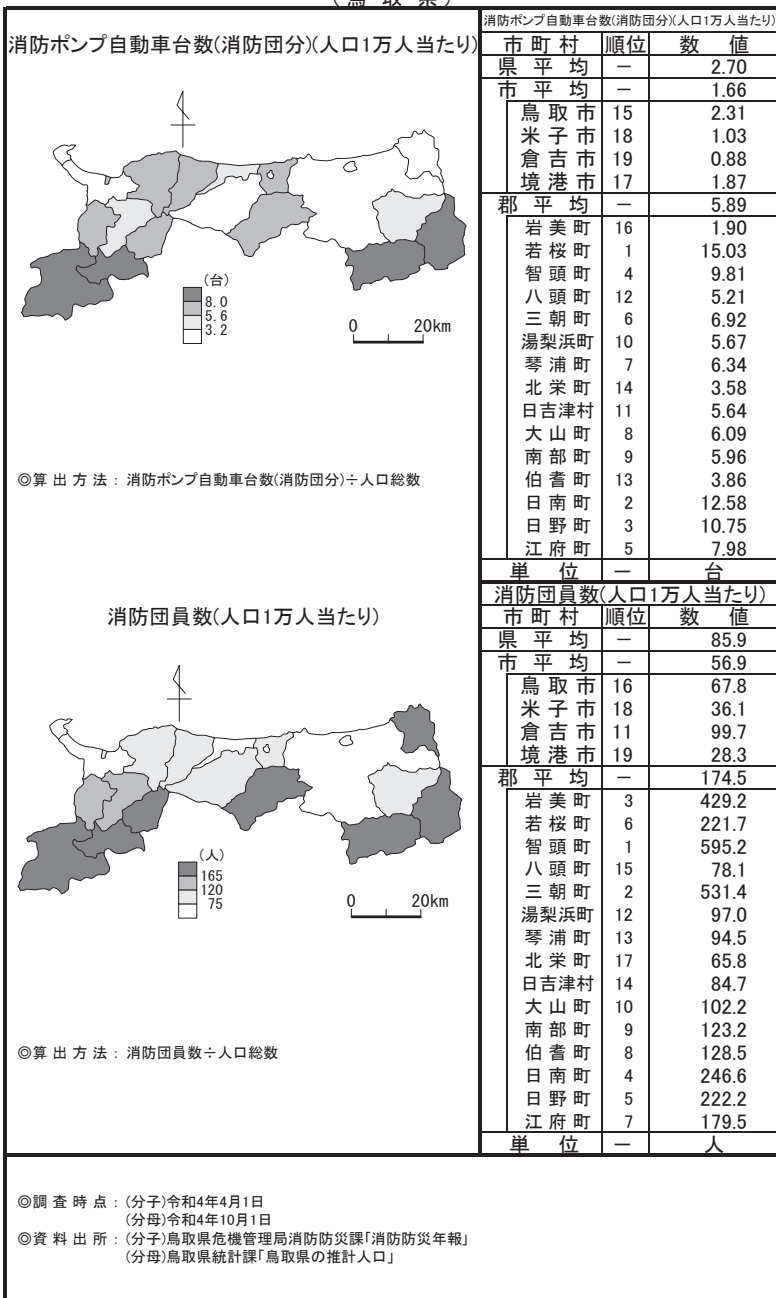 (鳥取県)
消防ポンプ自動車台数(消防団分)(人口1万人当たり)
(台)
8.0
5.6
3.2
0 20km
◎算出方法：消防ポンプ自動車台数(消防団分)÷人口総数
消防ポンプ自動車台数(消防団分)(人口1万人当たり)
市町村 順位 数値
県平均 － 2.70
市平均 － 1.66
鳥取市 15 2.31
米子市 18 1.03
倉吉市 19 0.88
境港市 17 1.87
郡平均 － 5.89
岩美町 16 1.90
若桜町 1 15.03
智頭町 4 9.81
八頭町 12 5.21
三朝町 6 6.92
湯梨浜町 10 5.67
琴浦町 7 6.34
北栄町 14 3.58
日吉津村 11 5.64
大山町 8 6.09
南部町 9 5.96
伯耆町 13 3.86
日南町 2 12.58
日野町 3 10.75
江府町 5 7.98
単位 － 台
消防団員数(人口1万人当たり)
(人)
165
120
75
0 20km
◎算出方法：消防団員数÷人口総数
消防団員数(人口1万人当たり)
市町村 順位 数値
県平均 － 85.9
市平均 － 56.9
鳥取市 16 67.8
米子市 18 36.1
倉吉市 11 99.7
境港市 19 28.3
郡平均 － 174.5
岩美町 3 429.2
若桜町 6 221.7
智頭町 1 595.2
八頭町 15 78.1
三朝町 2 531.4
湯梨浜町 12 97.0
琴浦町 13 94.5
北栄町 17 65.8
日吉津村 14 84.7
大山町 10 102.2
南部町 9 123.2
伯耆町 8 128.5
日南町 4 246.6
日野町 5 222.2
江府町 7 179.5
単位 － 人
◎調査時点：(分子)令和4年4月1日
(分母)令和4年10月1日
◎資料出所：(分子)鳥取県危機管理局消防防災課「消防防災年報」
(分母)鳥取県統計課「鳥取県の推計人口」